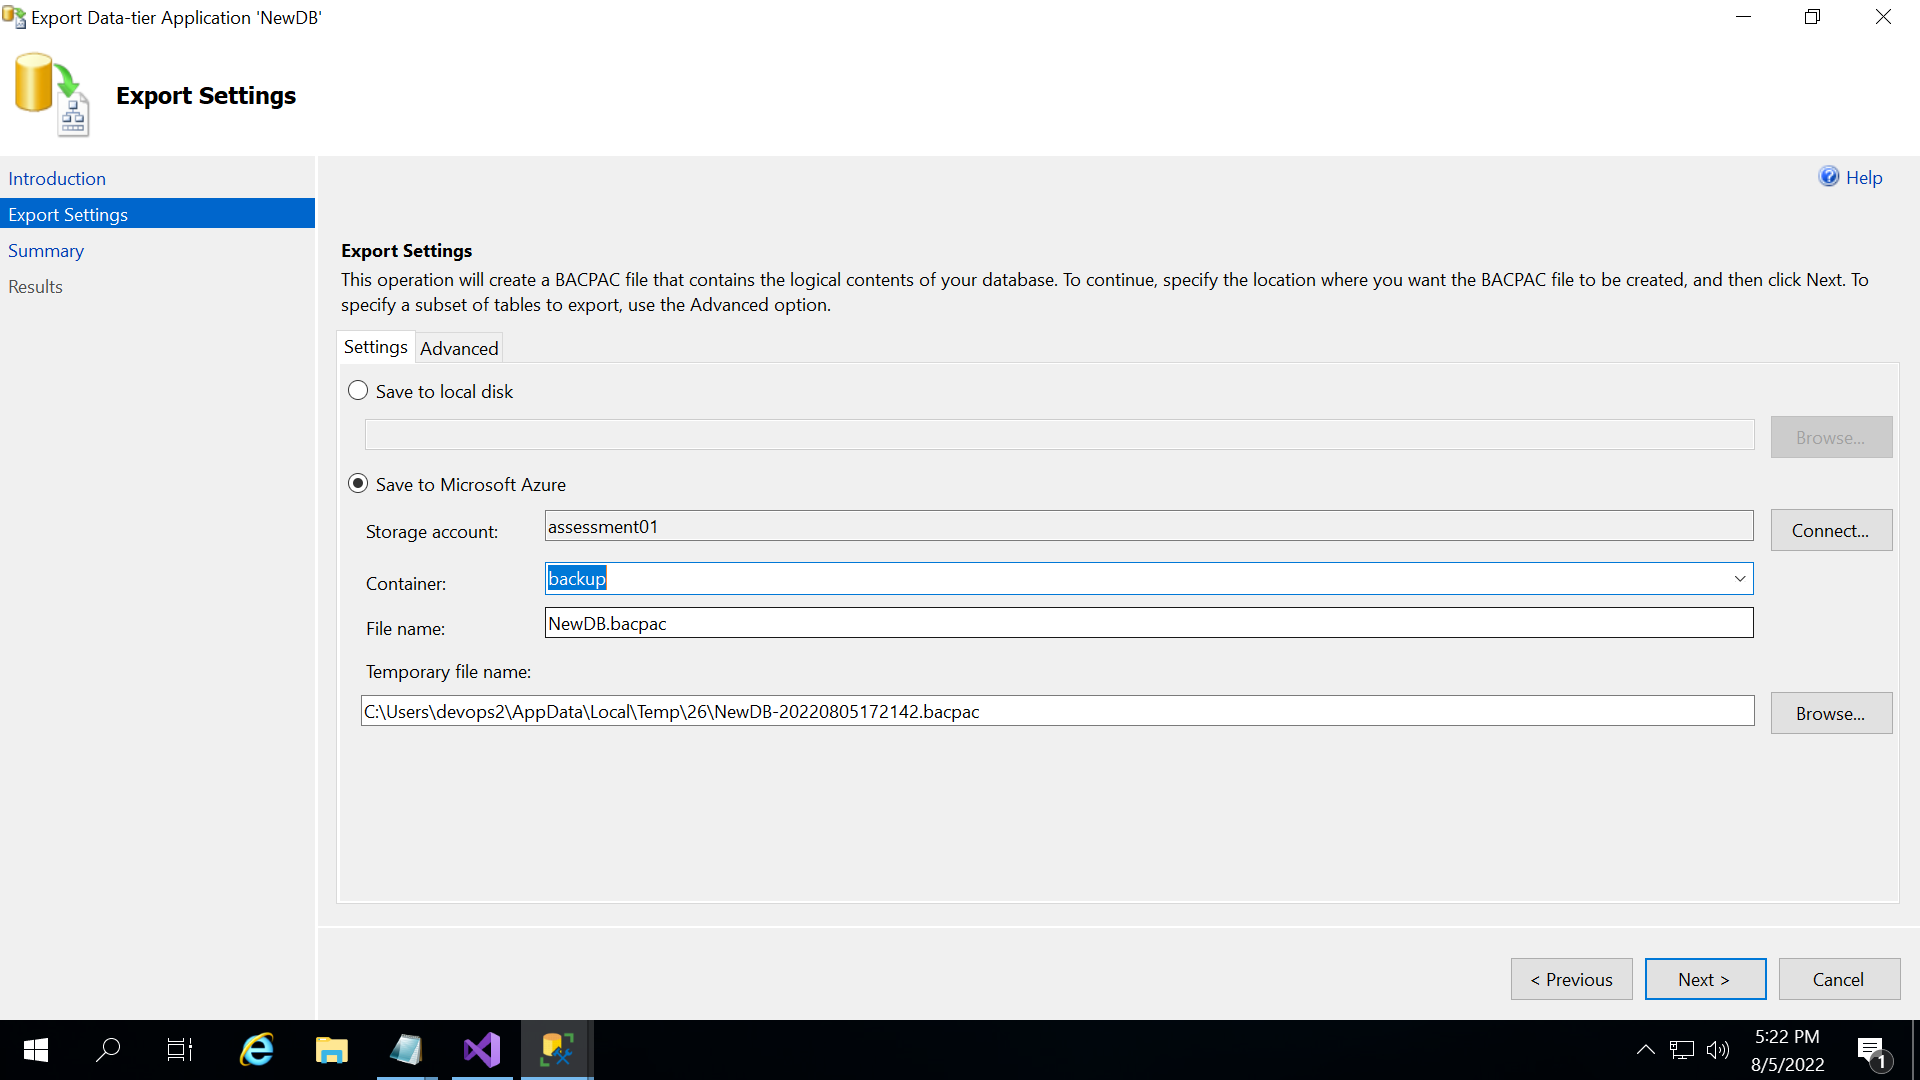 Export Data-tier Application 'NewDB'
Export Settings
Introduction
Export Settings
Summary
Results
Help
Export Settings
This operation will create a BACPAC file that contains the logical contents of your database. To continue, specify the location where you want the BACPAC file to be created, and then click Next. To
specify a subset of tables to export, use the Advanced option.
Settings
Advanced
Save to local disk
Browse...
Save to Microsoft Azure
Storage account:
assessment01
Connect...
Container:
backup
File name:
NewDB.bacpac
Temporary file name:
C:\Users\devops2\AppData\Local\Temp\26\NewDB-20220805172142.bacpac
Browse...
< Previous
Next >
Cancel
5:22 PM
8/5/2022
1